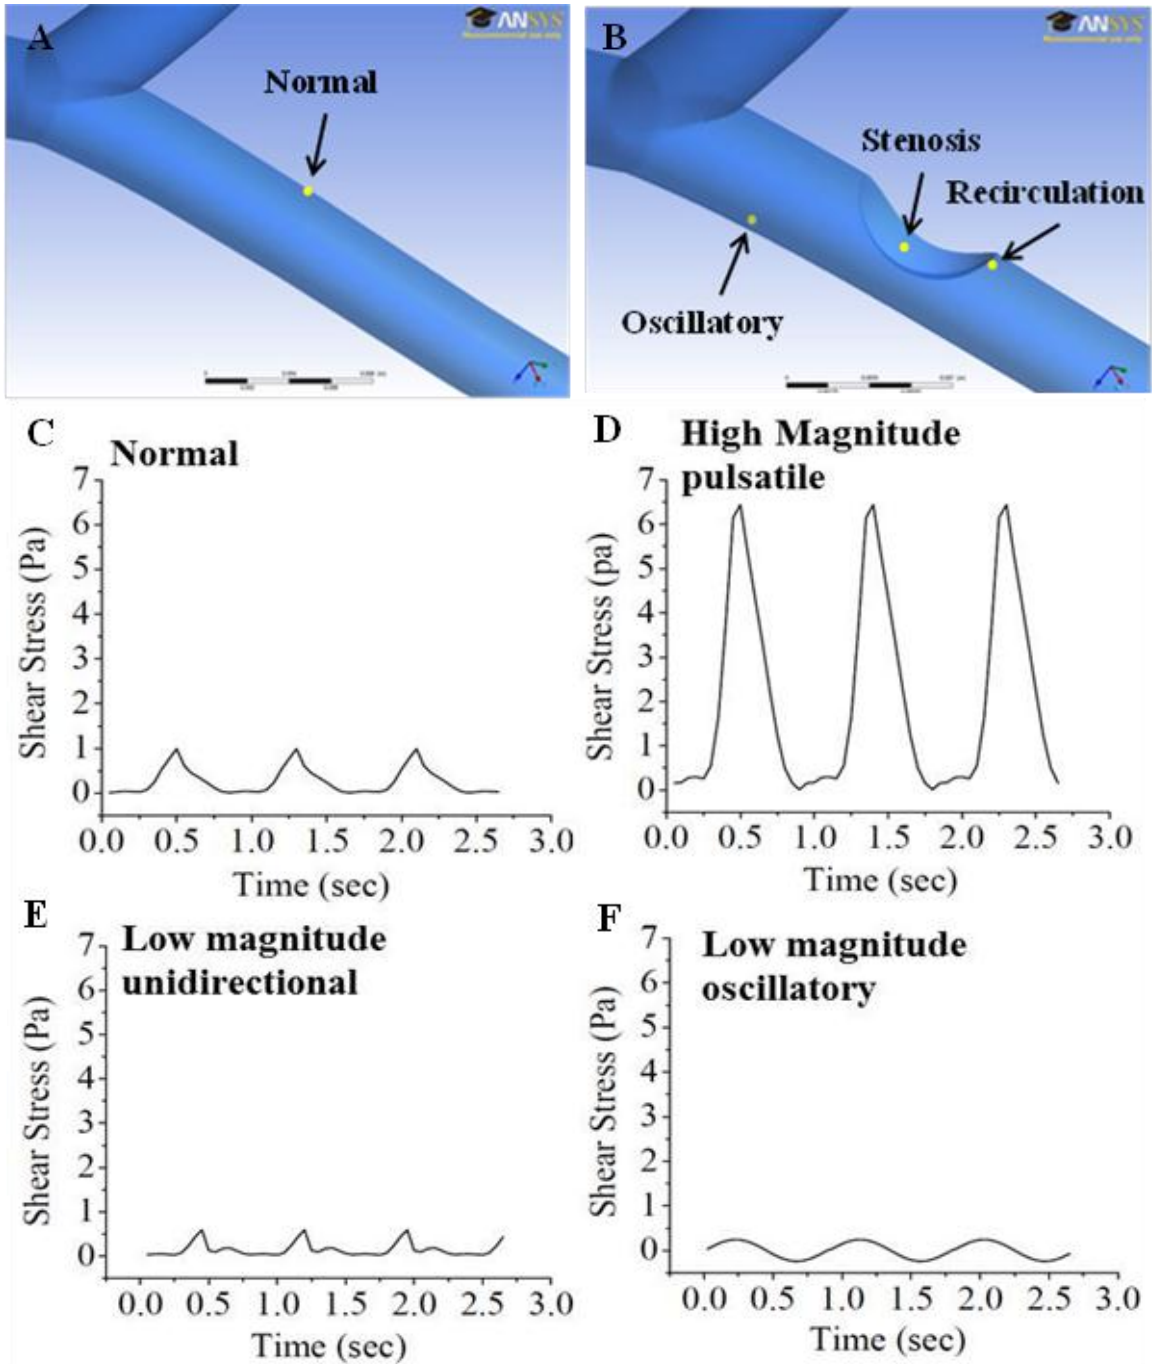 A
ANSYS
Noncommercial use only
Normal
B
ANSYS
Noncommercial use only
Stenosis
Recirculation
Oscillatory
C
Normal
7
6
5
4
3
2
1
0
Shear Stress (Pa)
0.0 0.5 1.0 1.5 2.0 2.5 3.0
Time (sec)
D
High Magnitude
pulsatile
7
6
5
4
3
2
1
0
Shear Stress (pa)
0.0 0.5 1.0 1.5 2.0 2.5 3.0
Time (sec)
E
Low magnitude
unidirectional
7
6
5
4
3
2
1
0
Shear Stress (Pa)
0.0 0.5 1.0 1.5 2.0 2.5 3.0
Time (sec)
F
Low magnitude
oscillatory
7
6
5
4
3
2
1
0
Shear Stress (Pa)
0.0 0.5 1.0 1.5 2.0 2.5 3.0
Time (sec)